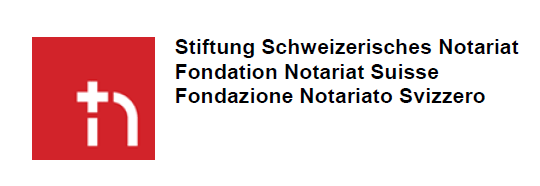 Stiftung Schweizerisches Notariat
Fondation Notariat Suisse
Fondazione Notariato Svizzero